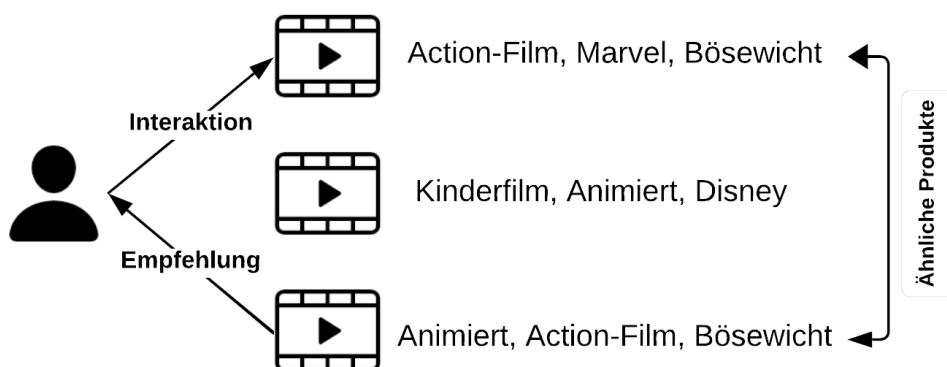 Action-Film, Marvel, Bösewicht
Interaktion
Kinderfilm, Animiert, Disney
Ähnliche Produkte
Empfehlung
Animiert, Action-Film, Bösewicht